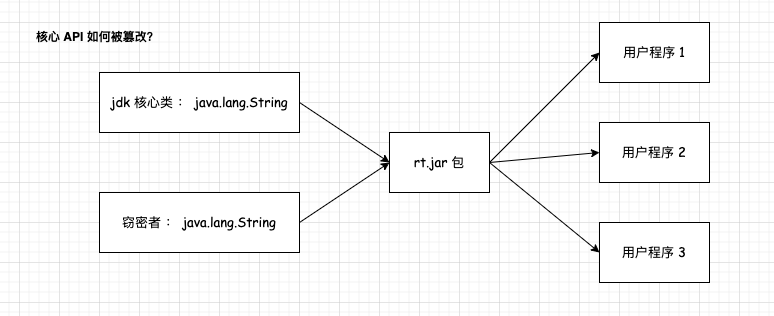 核心 API 如何被篡改?
jdk 核心类： java.lang.String
窃密者： java.lang.String
rt.jar 包
用户程序 1
用户程序 2
用户程序 3